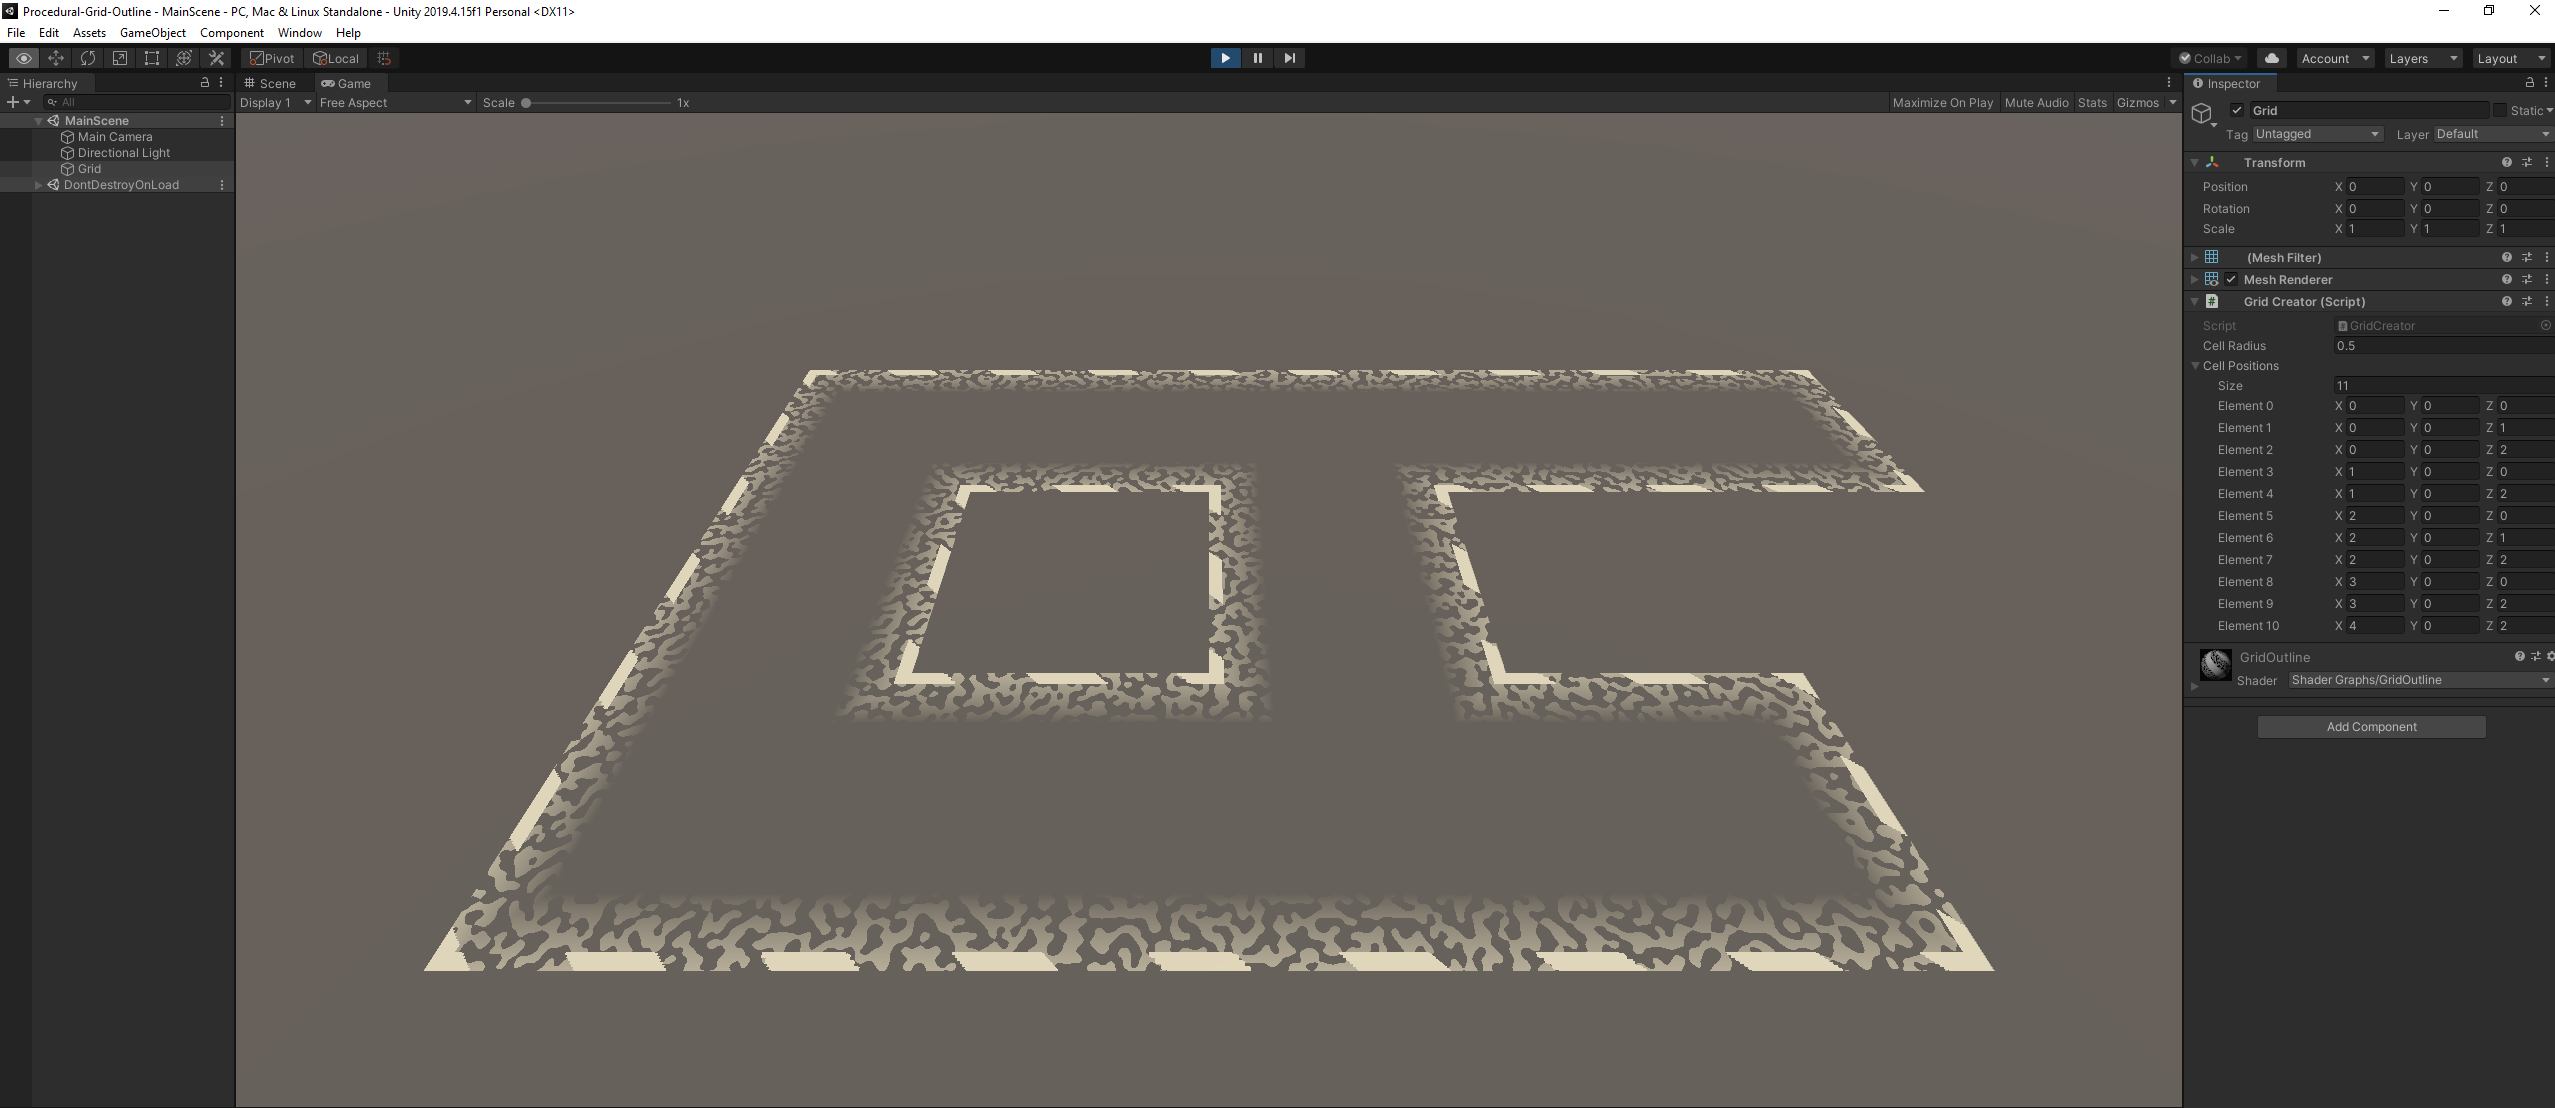 Procedural-Grid-Outline - MainScene - PC, Mac & Linux Standalone - Unity 2019.4.15f1 Personal <DX11>
File Edit Assets GameObject Component Window Help
Pivot Local Collab Account Layers Layout
Hierarchy
All
MainScene
Main Camera
Directional Light
Grid
DontDestroyOnLoad
Scene Game
Display 1 Free Aspect Scale 1x Maximize On Play Mute Audio Stats Gizmos
Inspector
Grid Static
Tag Untagged Layer Default
Transform
Position X 0 Y 0 Z 0
Rotation X 0 Y 0 Z 0
Scale X 1 Y 1 Z 1
(Mesh Filter)
Mesh Renderer
Grid Creator (Script)
Script GridCreator
Cell Radius 0.5
Cell Positions
Size 11
Element 0 X 0 Y 0 Z 0
Element 1 X 0 Y 0 Z 1
Element 2 X 0 Y 0 Z 2
Element 3 X 1 Y 0 Z 0
Element 4 X 1 Y 0 Z 2
Element 5 X 2 Y 0 Z 0
Element 6 X 2 Y 0 Z 1
Element 7 X 2 Y 0 Z 2
Element 8 X 3 Y 0 Z 0
Element 9 X 3 Y 0 Z 2
Element 10 X 4 Y 0 Z 2
GridOutline
Shader Shader Graphs/GridOutline
Add Component